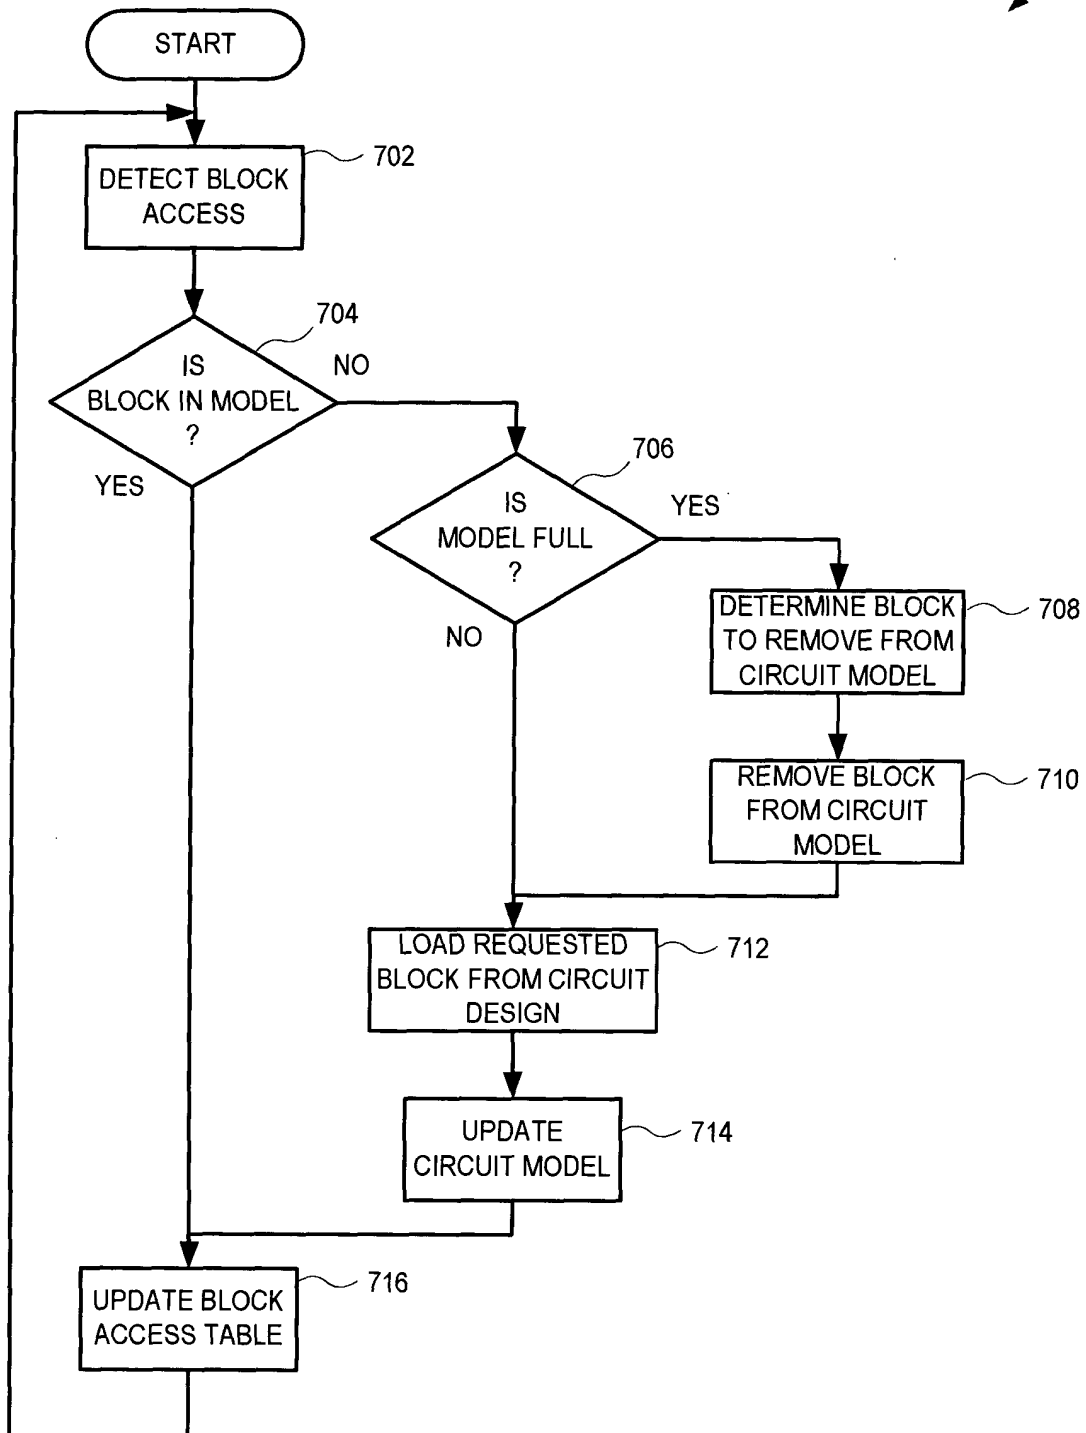 START
702
DETECT BLOCK
ACCESS
704
IS
BLOCK IN MODEL
?
NO
YES
706
IS
MODEL FULL
?
YES
NO
708
DETERMINE BLOCK
TO REMOVE FROM
CIRCUIT MODEL
710
REMOVE BLOCK
FROM CIRCUIT
MODEL
712
LOAD REQUESTED
BLOCK FROM CIRCUIT
DESIGN
714
UPDATE
CIRCUIT MODEL
716
UPDATE BLOCK
ACCESS TABLE